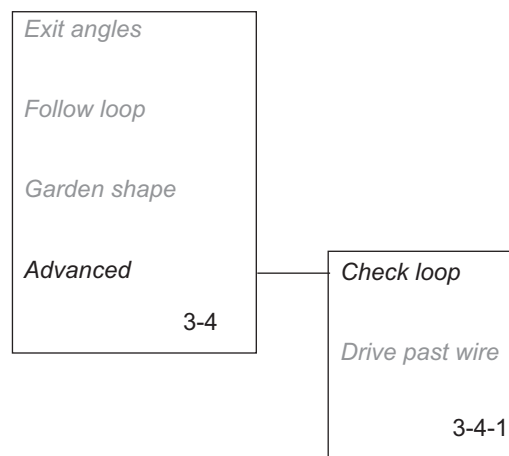 Exit angles
Follow loop
Garden shape
Advanced
3-4
Check loop
Drive past wire
3-4-1